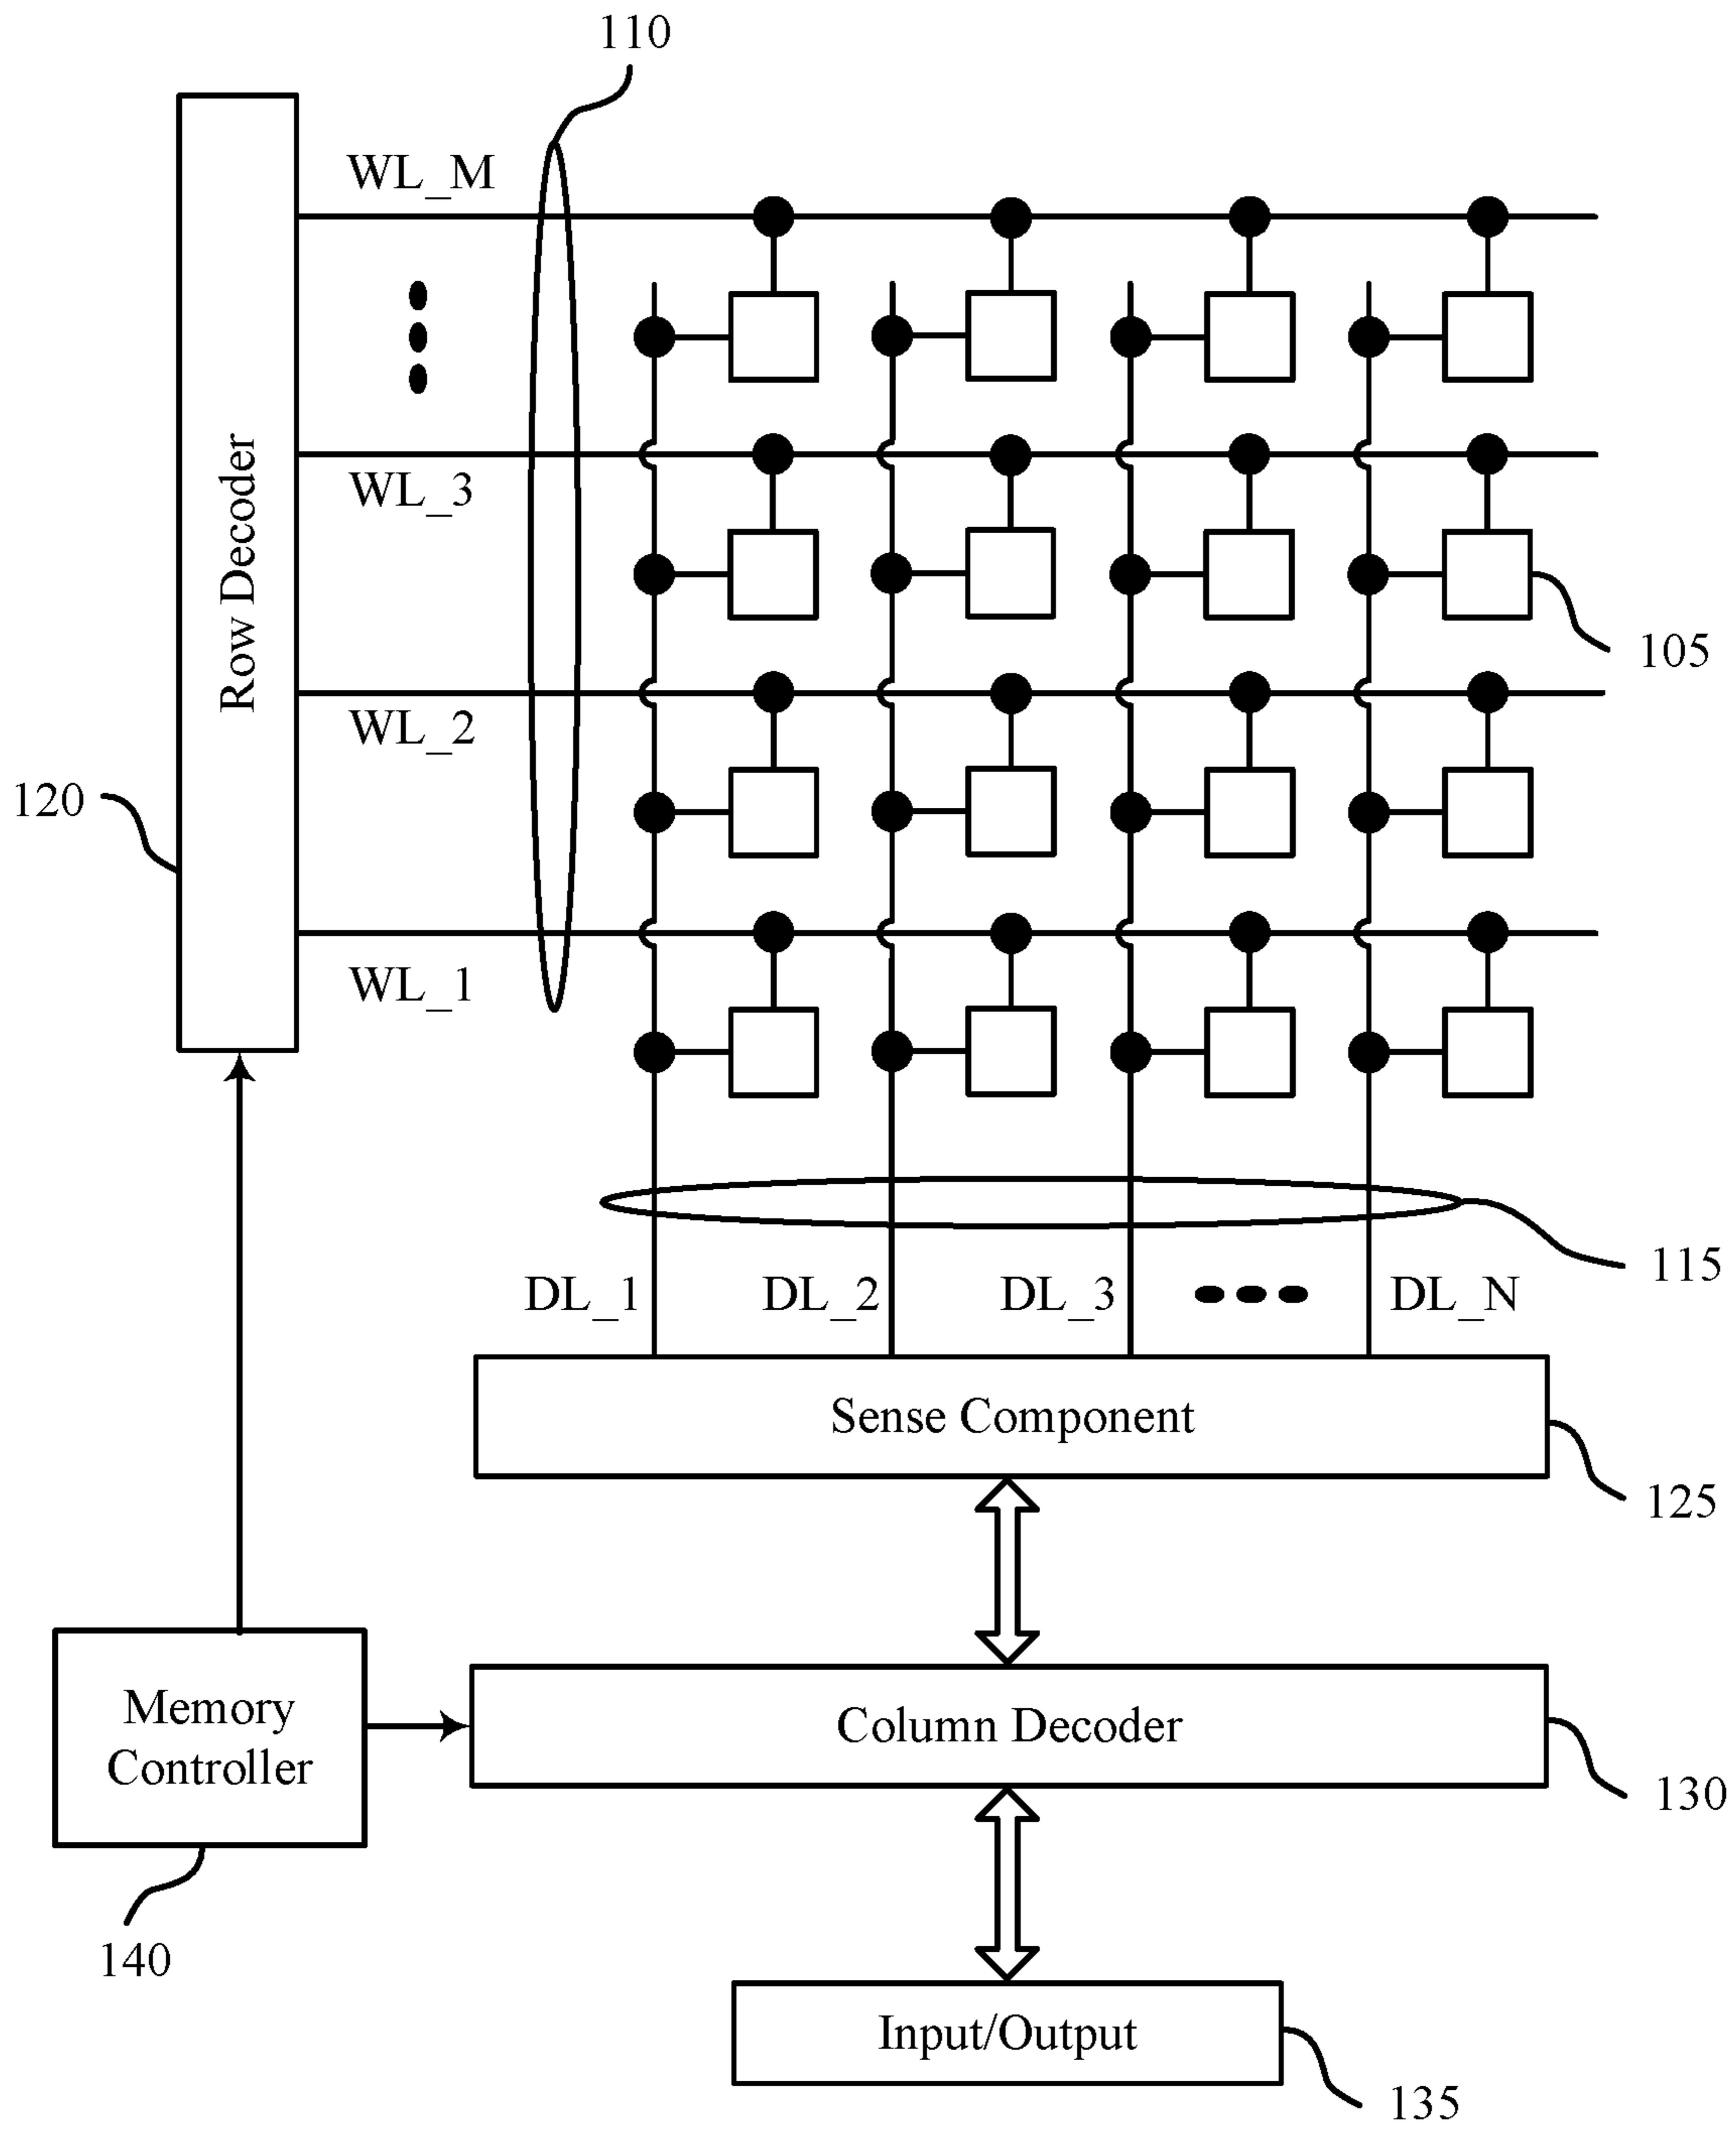 110
WL_M
WL_3
Row Decoder
105
WL_2
120
WL_1
115
DL_1 DL_2 DL_3 DL_N
Sense Component
125
Memory
Controller
Column Decoder
130
140
Input/Output
135